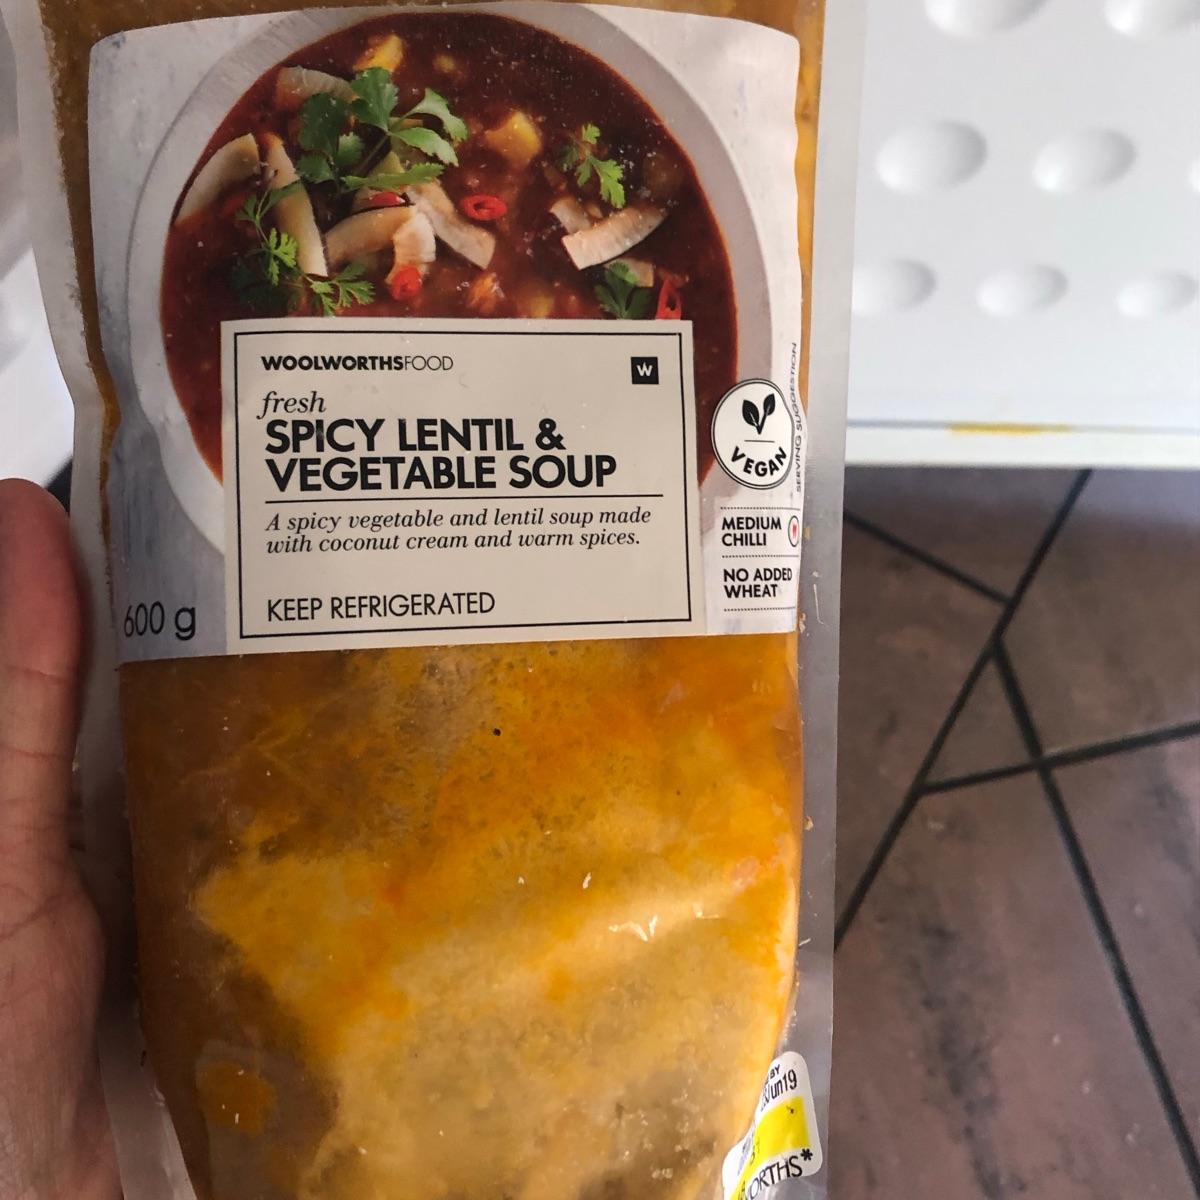 WOOLWORTHSFOOD
W
fresh
SPICY LENTIL &
VEGETABLE SOUP
A spicy vegetable and lentil soup made
with coconut cream and warm spices.
KEEP REFRIGERATED
600 g
VEGAN
SERVING SUGGESTION
MEDIUM
CHILLI
NO ADDED
WHEAT
BY